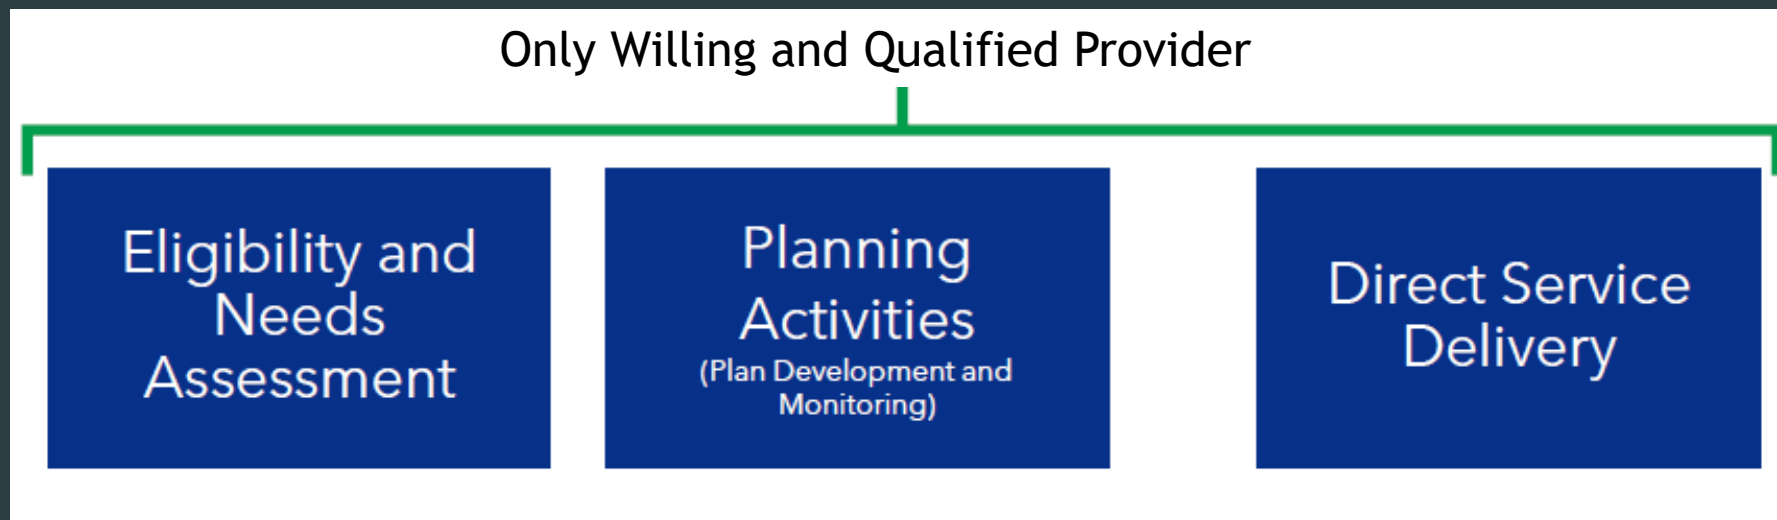 Only Willing and Qualified Provider
Eligibility and
Needs
Assessment
Planning
Activities
(Plan Development and
Monitoring)
Direct Service
Delivery